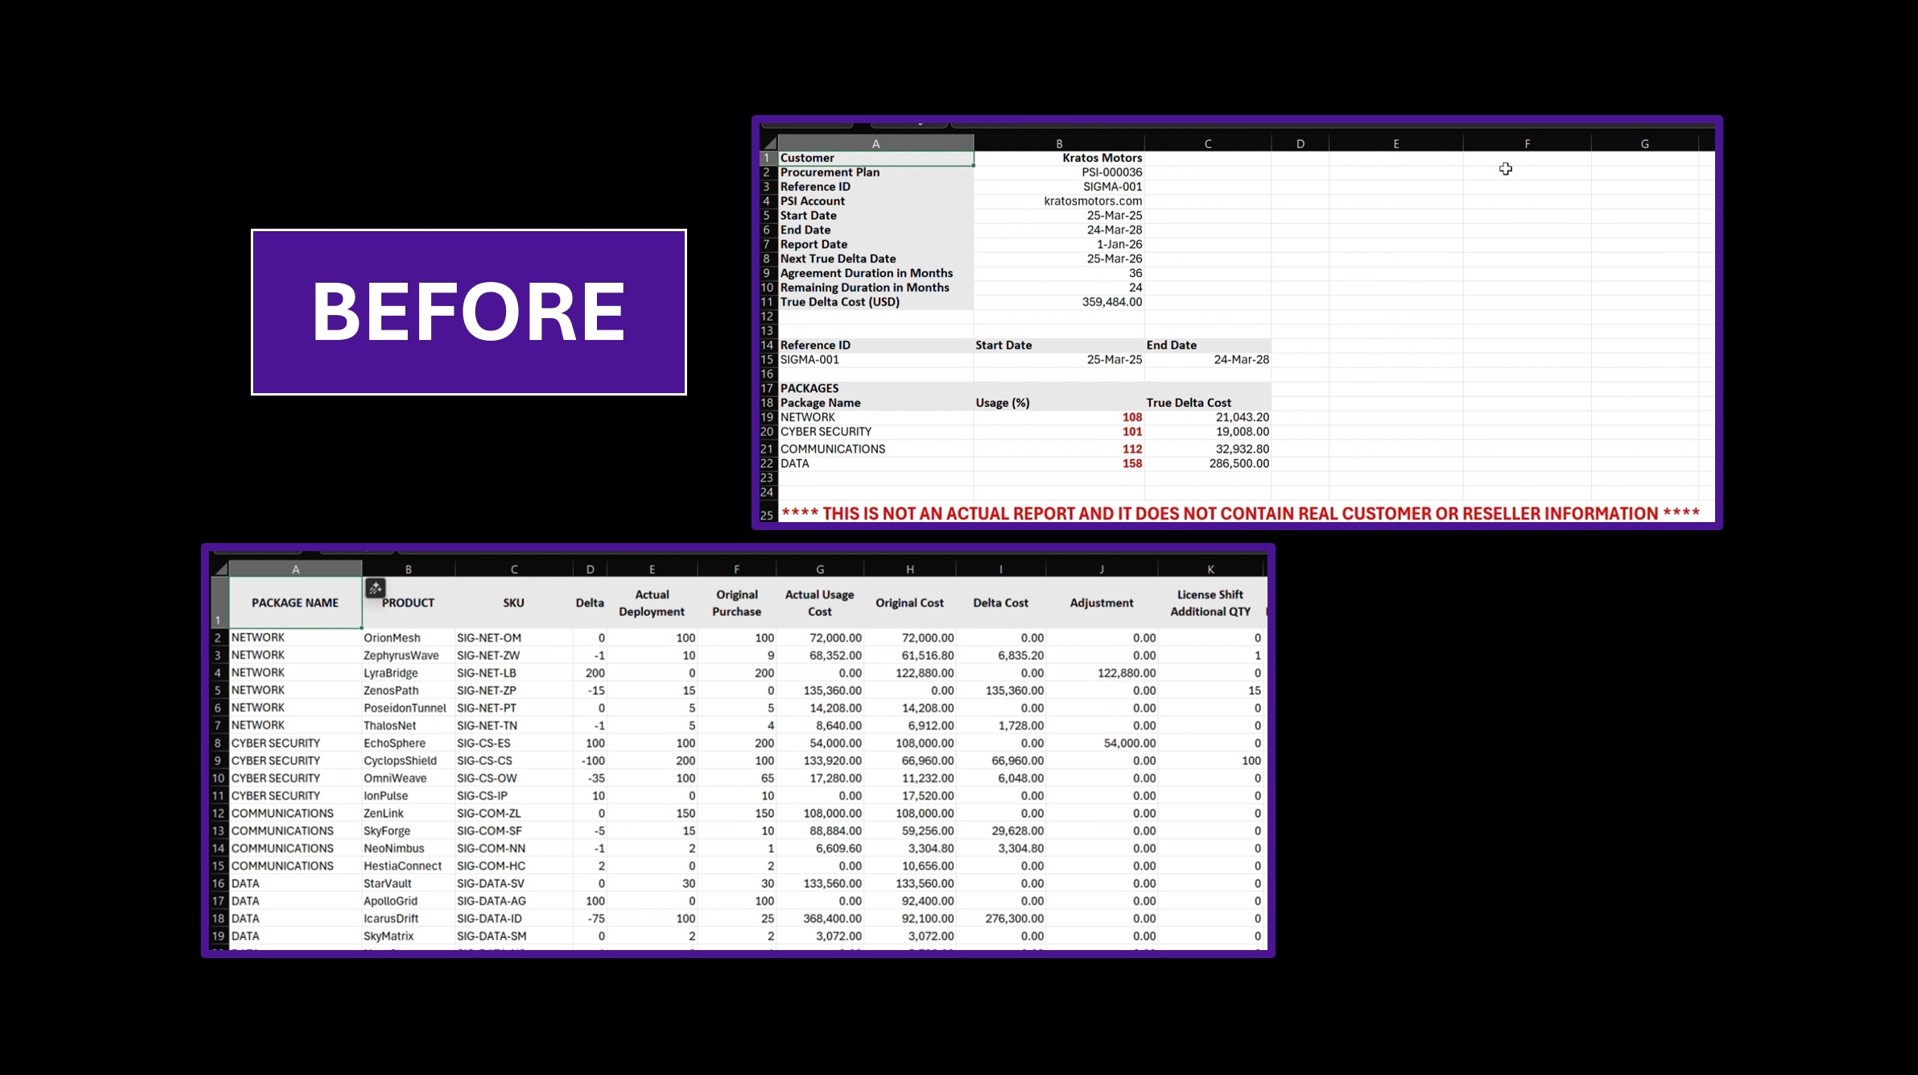 BEFORE
A B C D E F G
1 Customer Kratos Motors
2 Procurement Plan PSI-000036
3 Reference ID SIGMA-001
4 PSI Account kratosmotors.com
5 Start Date 25-Mar-25
6 End Date 24-Mar-28
7 Report Date 1-Jan-26
8 Next True Delta Date 25-Mar-26
9 Agreement Duration in Months 36
10 Remaining Duration in Months 24
11 True Delta Cost (USD) 359,484.00
12
13
14 Reference ID Start Date End Date
15 SIGMA-001 25-Mar-25 24-Mar-28
16
17 PACKAGES
18 Package Name Usage (%) True Delta Cost
19 NETWORK 108 21,043.20
20 CYBER SECURITY 101 19,008.00
21 COMMUNICATIONS 112 32,932.80
22 DATA 158 286,500.00
23
24
25 **** THIS IS NOT AN ACTUAL REPORT AND IT DOES NOT CONTAIN REAL CUSTOMER OR RESELLER INFORMATION ****
A B C D E F G H I J K
1 PACKAGE NAME PRODUCT SKU Delta Actual Deployment Original Purchase Actual Usage Cost Original Cost Delta Cost Adjustment License Shift Additional QTY
2 NETWORK OrionMesh SIG-NET-OM 0 100 100 72,000.00 72,000.00 0.00 0.00 0
3 NETWORK ZephyrusWave SIG-NET-ZW -1 10 9 68,352.00 61,516.80 6,835.20 0.00 1
4 NETWORK LyraBridge SIG-NET-LB 200 0 200 0.00 122,880.00 0.00 122,880.00 0
5 NETWORK ZenosPath SIG-NET-ZP -15 15 0 135,360.00 0.00 135,360.00 0.00 15
6 NETWORK PoseidonTunnel SIG-NET-PT 0 5 5 14,208.00 14,208.00 0.00 0.00 0
7 NETWORK ThalosNet SIG-NET-TN -1 5 4 8,640.00 6,912.00 1,728.00 0.00 0
8 CYBER SECURITY EchoSphere SIG-CS-ES 100 100 200 54,000.00 108,000.00 0.00 54,000.00 0
9 CYBER SECURITY CyclopsShield SIG-CS-CS -100 200 100 133,920.00 66,960.00 66,960.00 0.00 100
10 CYBER SECURITY OmniWeave SIG-CS-OW -35 100 65 17,280.00 11,232.00 6,048.00 0.00 0
11 CYBER SECURITY IonPulse SIG-CS-IP 10 0 10 0.00 17,520.00 0.00 0.00 0
12 COMMUNICATIONS ZenLink SIG-COM-ZL 0 150 150 108,000.00 108,000.00 0.00 0.00 0
13 COMMUNICATIONS SkyForge SIG-COM-SF -5 15 10 88,884.00 59,256.00 29,628.00 0.00 0
14 COMMUNICATIONS NeoNimbus SIG-COM-NN -1 2 1 6,609.60 3,304.80 3,304.80 0.00 0
15 COMMUNICATIONS HestiaConnect SIG-COM-HC 2 0 2 0.00 10,656.00 0.00 0.00 0
16 DATA StarVault SIG-DATA-SV 0 30 30 133,560.00 133,560.00 0.00 0.00 0
17 DATA ApolloGrid SIG-DATA-AG 100 0 100 0.00 92,400.00 0.00 0.00 0
18 DATA IcarusDrift SIG-DATA-ID -75 100 25 368,400.00 92,100.00 276,300.00 0.00 0
19 DATA SkyMatrix SIG-DATA-SM 0 2 2 3,072.00 3,072.00 0.00 0.00 0